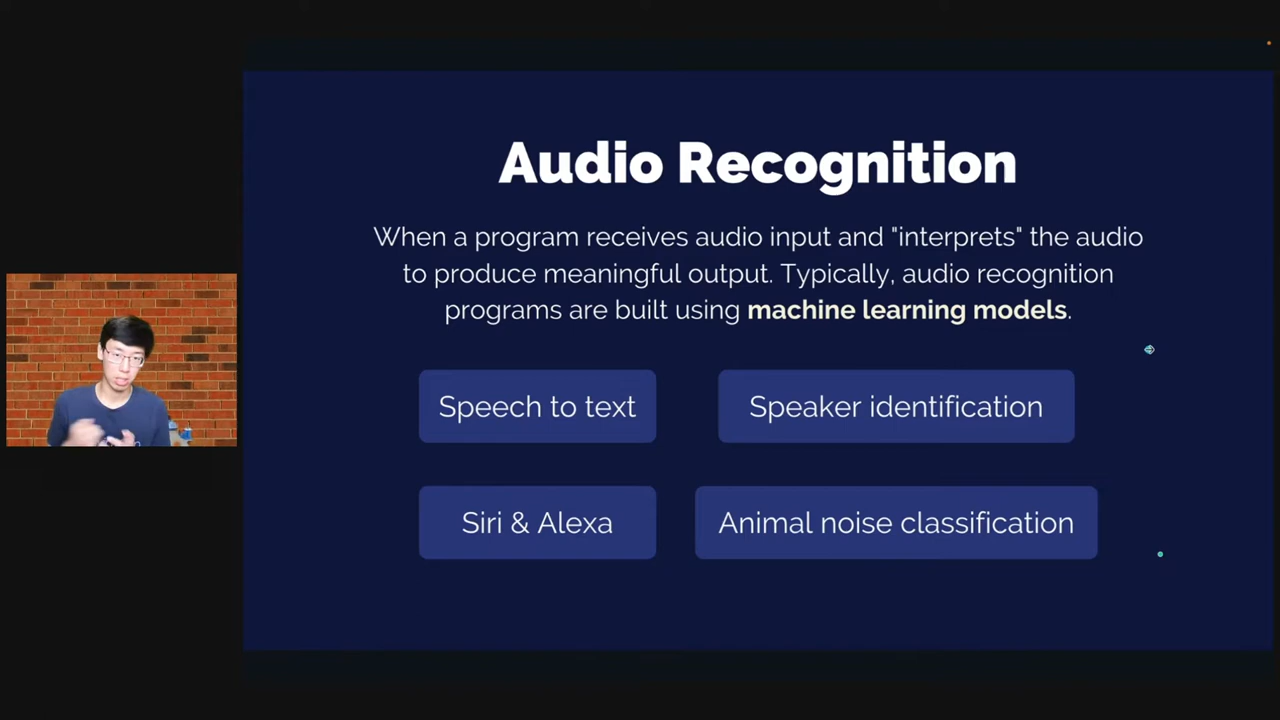 Audio Recognition
When a program receives audio input and "interprets" the audio
to produce meaningful output. Typically, audio recognition
programs are built using machine learning models.
Speech to text
Speaker identification
Siri & Alexa
Animal noise classification